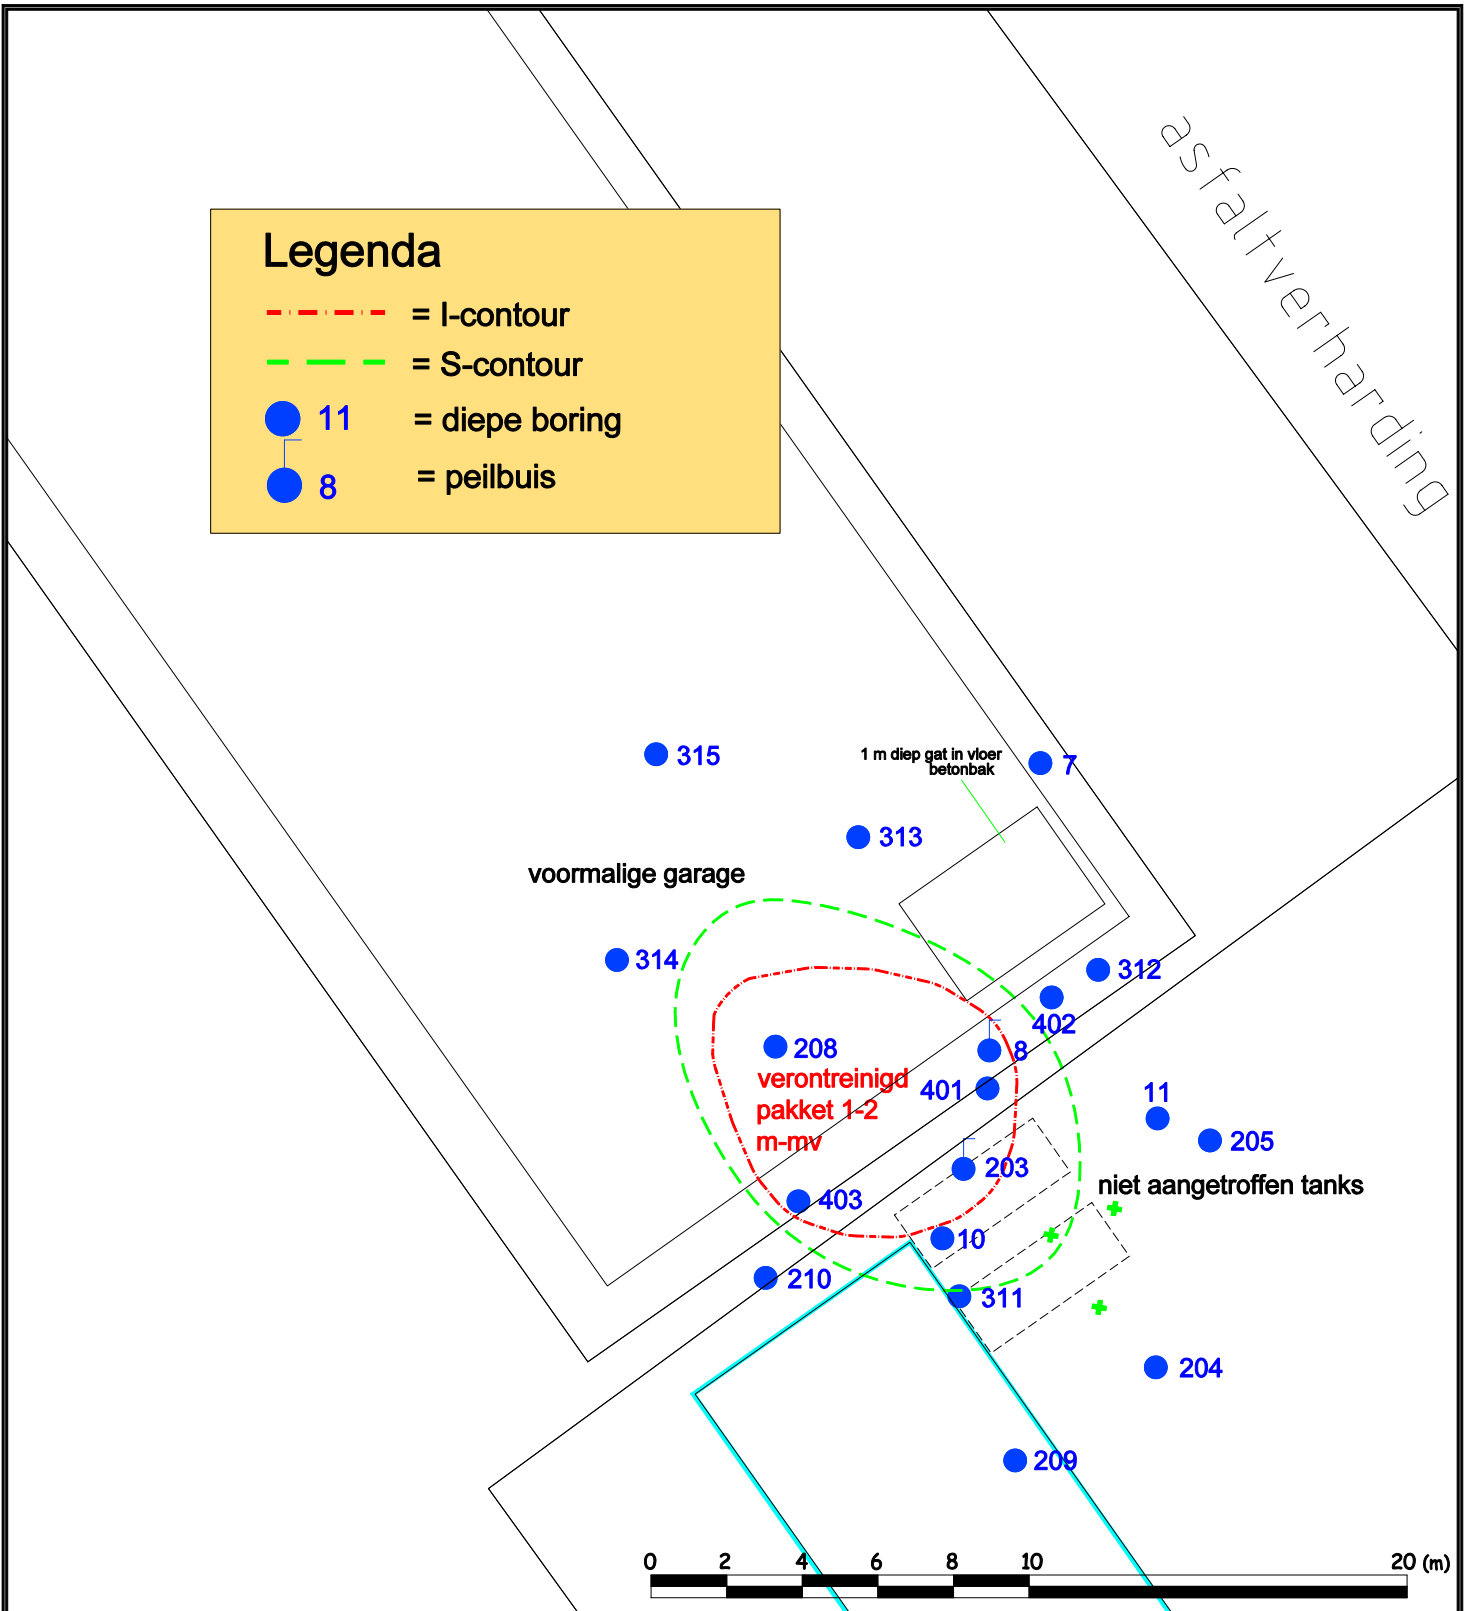 asfaltverharding
Legenda
= I-contour
= S-contour
11 = diepe boring
8 = peilbuis
315
1 m diep gat in vloer
betonbak
7
313
voormalige garage
314
312
402
208
8
verontreinigd
pakket 1-2
m-mv
401
11
205
203
niet aangetroffen tanks
403
10
210
311
204
209
0 2 4 6 8 10 20 (m)